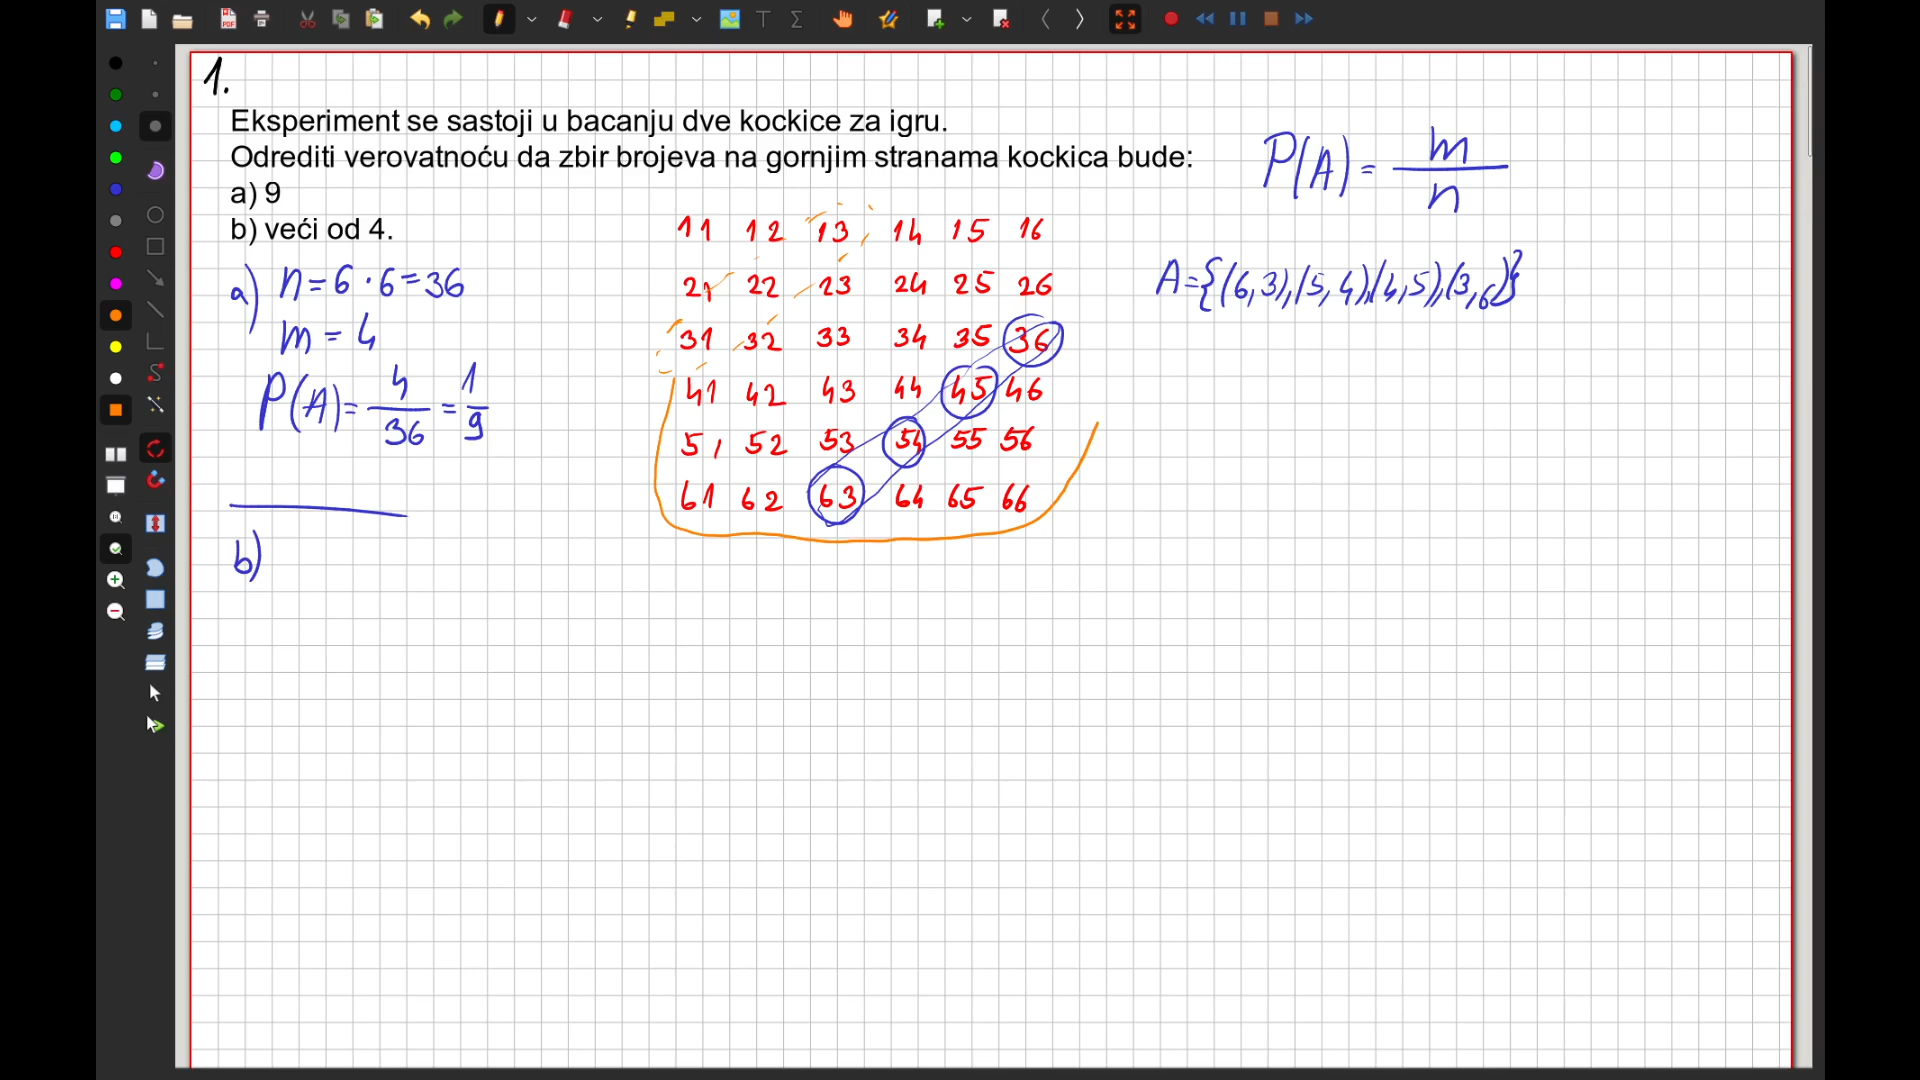 1.
Eksperiment se sastoji u bacanju dve kockice za igru.
Odrediti verovatnoću da zbir brojeva na gornjim stranama kockica bude:
a) 9
b) veći od 4.
P(A) = m/n
a) n = 6 · 6 = 36
m = 4
P(A) = 4/36 = 1/9
b)
11 12 13 14 15 16
21 22 23 24 25 26
31 32 33 34 35 36
41 42 43 44 45 46
51 52 53 54 55 56
61 62 63 64 65 66
A = {(6,3),(5,4),(4,5),(3,6)}